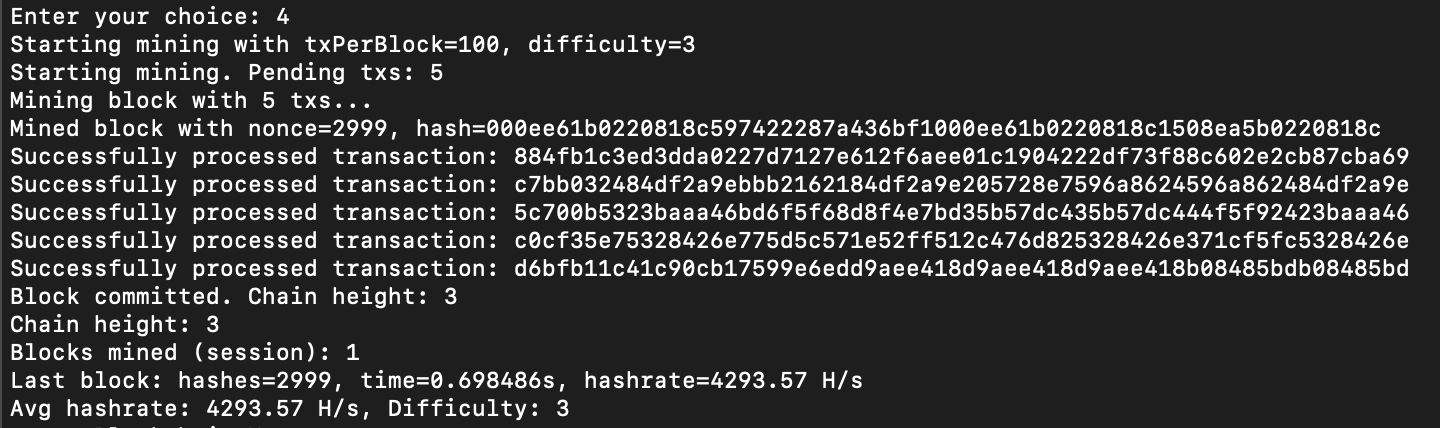 Enter your choice: 4
Starting mining with txPerBlock=100, difficulty=3
Starting mining. Pending txs: 5
Mining block with 5 txs...
Mined block with nonce=2999, hash=000ee61b0220818c597422287a436bf1000ee61b0220818c1508ea5b0220818c
Successfully processed transaction: 884fb1c3ed3dda0227d7127e612f6aee01c1904222df73f88c602e2cb87cba69
Successfully processed transaction: c7bb032484df2a9ebbb2162184df2a9e205728e7596a8624596a862484df2a9e
Successfully processed transaction: 5c700b5323baaa46bd6f5f68d8f4e7bd35b57dc435b57dc444f5f92423baaa46
Successfully processed transaction: c0cf35e75328426e775d5c571e52ff512c476d825328426e371cf5fc5328426e
Successfully processed transaction: d6bfb11c41c90cb17599e6edd9aee418d9aee418d9aee418b08485bdb08485bd
Block committed. Chain height: 3
Chain height: 3
Blocks mined (session): 1
Last block: hashes=2999, time=0.698486s, hashrate=4293.57 H/s
Avg hashrate: 4293.57 H/s, Difficulty: 3